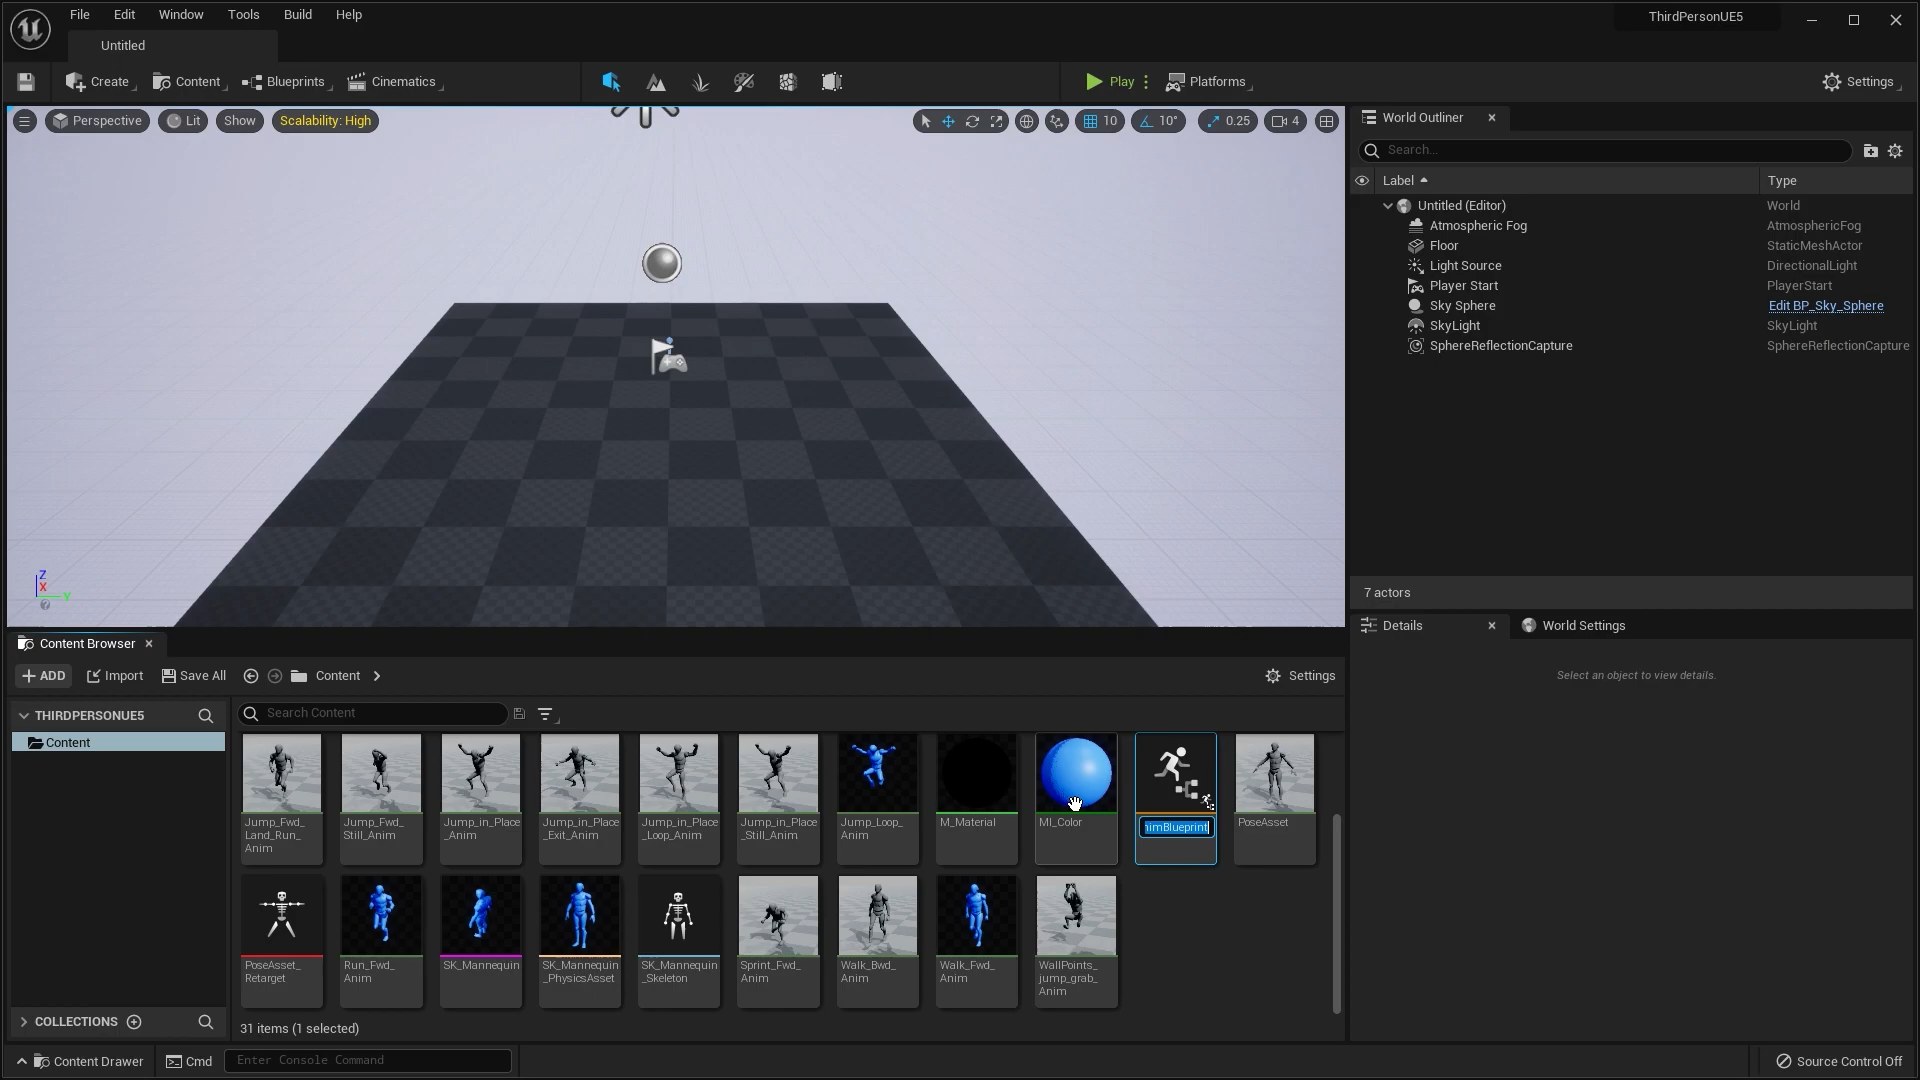 File Edit Window Tools Build Help ThirdPersonUE5
Untitled
Create Content Blueprints Cinematics Play Platforms Settings
Perspective Lit Show Scalability: High 10 10° 0.25 4
World Outliner
Search...
Label Type
Untitled (Editor) World
Atmospheric Fog AtmosphericFog
Floor StaticMeshActor
Light Source DirectionalLight
Player Start PlayerStart
Sky Sphere Edit BP_Sky_Sphere
SkyLight SkyLight
SphereReflectionCapture SphereReflectionCapture
Z
X
Y
7 actors
Details World Settings
Select an object to view details.
Content Browser
ADD Import Save All Content Settings
THIRDPERSONUE5 Search Content
Content
Jump_Fwd_
Land_Run_
Anim
Jump_Fwd_
Still_Anim
Jump_in_Place
_Anim
Jump_in_Place
_Exit_Anim
Jump_in_Place
_Loop_Anim
Jump_in_Place
_Still_Anim
Jump_Loop_
Anim
M_Material
MI_Color
nimBlueprint
PoseAsset
PoseAsset_
Retarget
Run_Fwd_
Anim
SK_Mannequin
SK_Mannequin
_PhysicsAsset
SK_Mannequin
_Skeleton
Sprint_Fwd_
Anim
Walk_Bwd_
Anim
Walk_Fwd_
Anim
WallPoints_
jump_grab_
Anim
COLLECTIONS
31 items (1 selected)
Content Drawer Cmd Enter Console Command Source Control Off